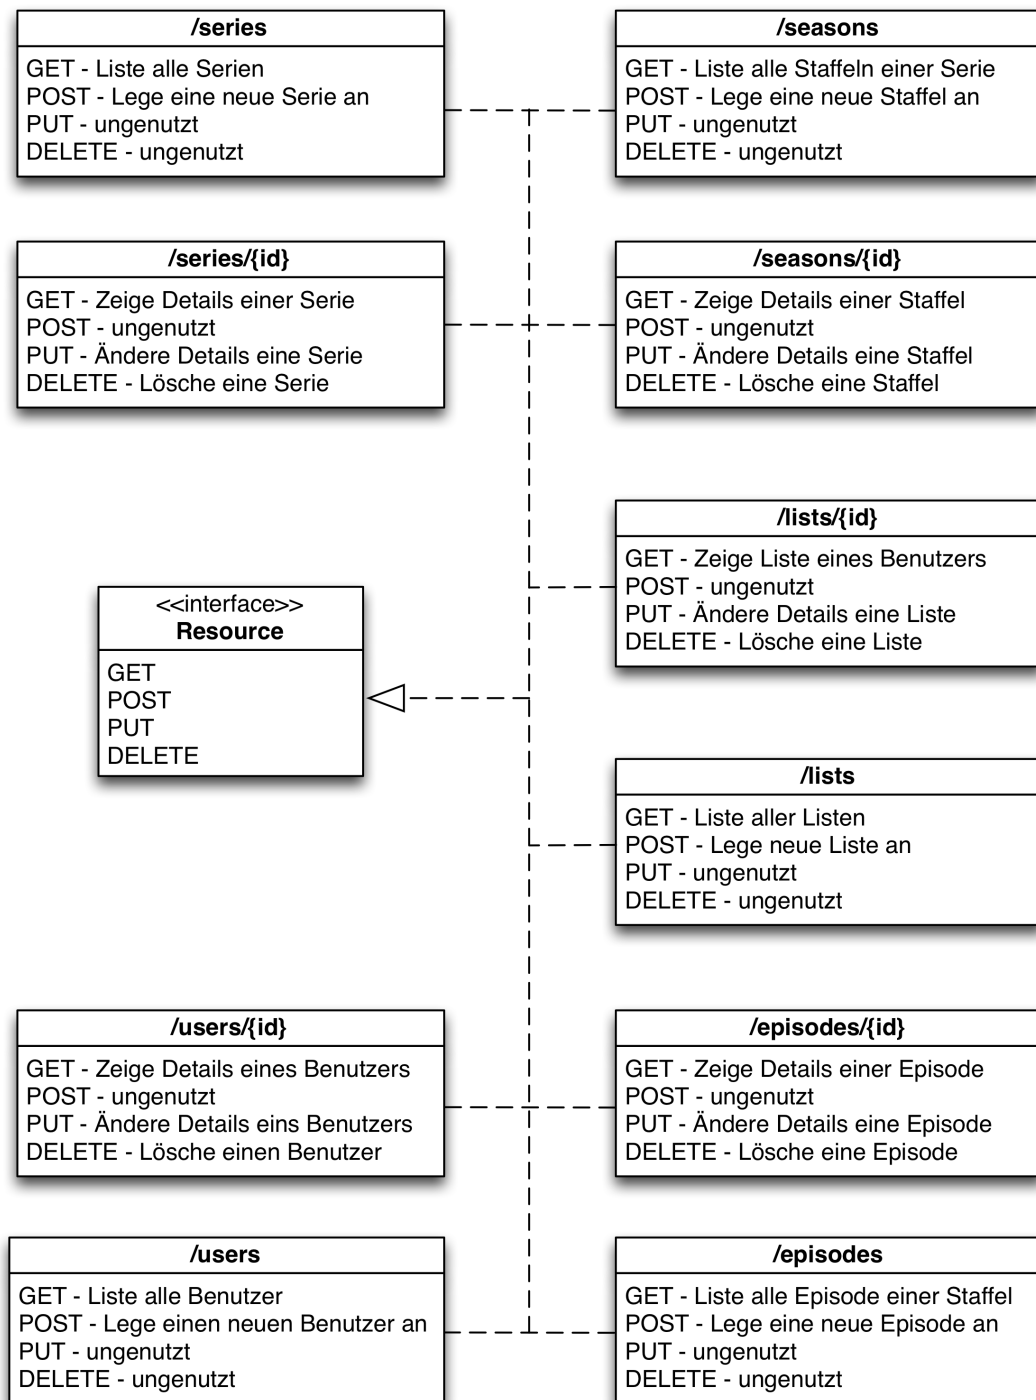 /series
GET - Liste alle Serien
POST - Lege eine neue Serie an
PUT - ungenutzt
DELETE - ungenutzt
/seasons
GET - Liste alle Staffeln einer Serie
POST - Lege eine neue Staffel an
PUT - ungenutzt
DELETE - ungenutzt
/series/{id}
GET - Zeige Details einer Serie
POST - ungenutzt
PUT - Ändere Details eine Serie
DELETE - Lösche eine Serie
/seasons/{id}
GET - Zeige Details einer Staffel
POST - ungenutzt
PUT - Ändere Details eine Staffel
DELETE - Lösche eine Staffel
/lists/{id}
GET - Zeige Liste eines Benutzers
POST - ungenutzt
PUT - Ändere Details eine Liste
DELETE - Lösche eine Liste
<<interface>>
Resource
GET
POST
PUT
DELETE
/lists
GET - Liste aller Listen
POST - Lege neue Liste an
PUT - ungenutzt
DELETE - ungenutzt
/users/{id}
GET - Zeige Details eines Benutzers
POST - ungenutzt
PUT - Ändere Details eins Benutzers
DELETE - Lösche einen Benutzer
/episodes/{id}
GET - Zeige Details einer Episode
POST - ungenutzt
PUT - Ändere Details eine Episode
DELETE - Lösche eine Episode
/users
GET - Liste alle Benutzer
POST - Lege einen neuen Benutzer an
PUT - ungenutzt
DELETE - ungenutzt
/episodes
GET - Liste alle Episode einer Staffel
POST - Lege eine neue Episode an
PUT - ungenutzt
DELETE - ungenutzt